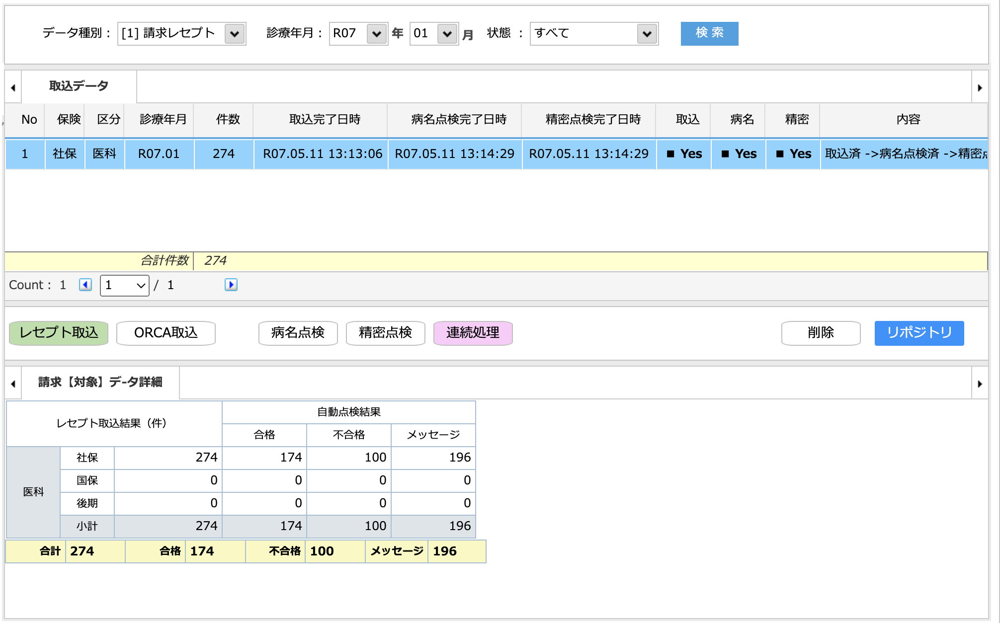 データ種別： [1] 請求レセプト 診療年月： R07 年 01 月 状態 ： すべて 検 索
取込データ
No 保険 区分 診療年月 件数 取込完了日時 病名点検完了日時 精密点検完了日時 取込 病名 精密 内容
1 社保 医科 R07.01 274 R07.05.11 13:13:06 R07.05.11 13:14:29 R07.05.11 13:14:29 ■ Yes ■ Yes ■ Yes 取込済 ->病名点検済 ->精密
合計件数 274
Count : 1 1 / 1
レセプト取込 ORCA取込 病名点検 精密点検 連続処理 削除 リポジトリ
請求【対象】データ詳細
レセプト取込結果（件） 自動点検結果
合格 不合格 メッセージ
医科 社保 274 174 100 196
国保 0 0 0 0
後期 0 0 0 0
小計 274 174 100 196
合計 274 合格 174 不合格 100 メッセージ 196